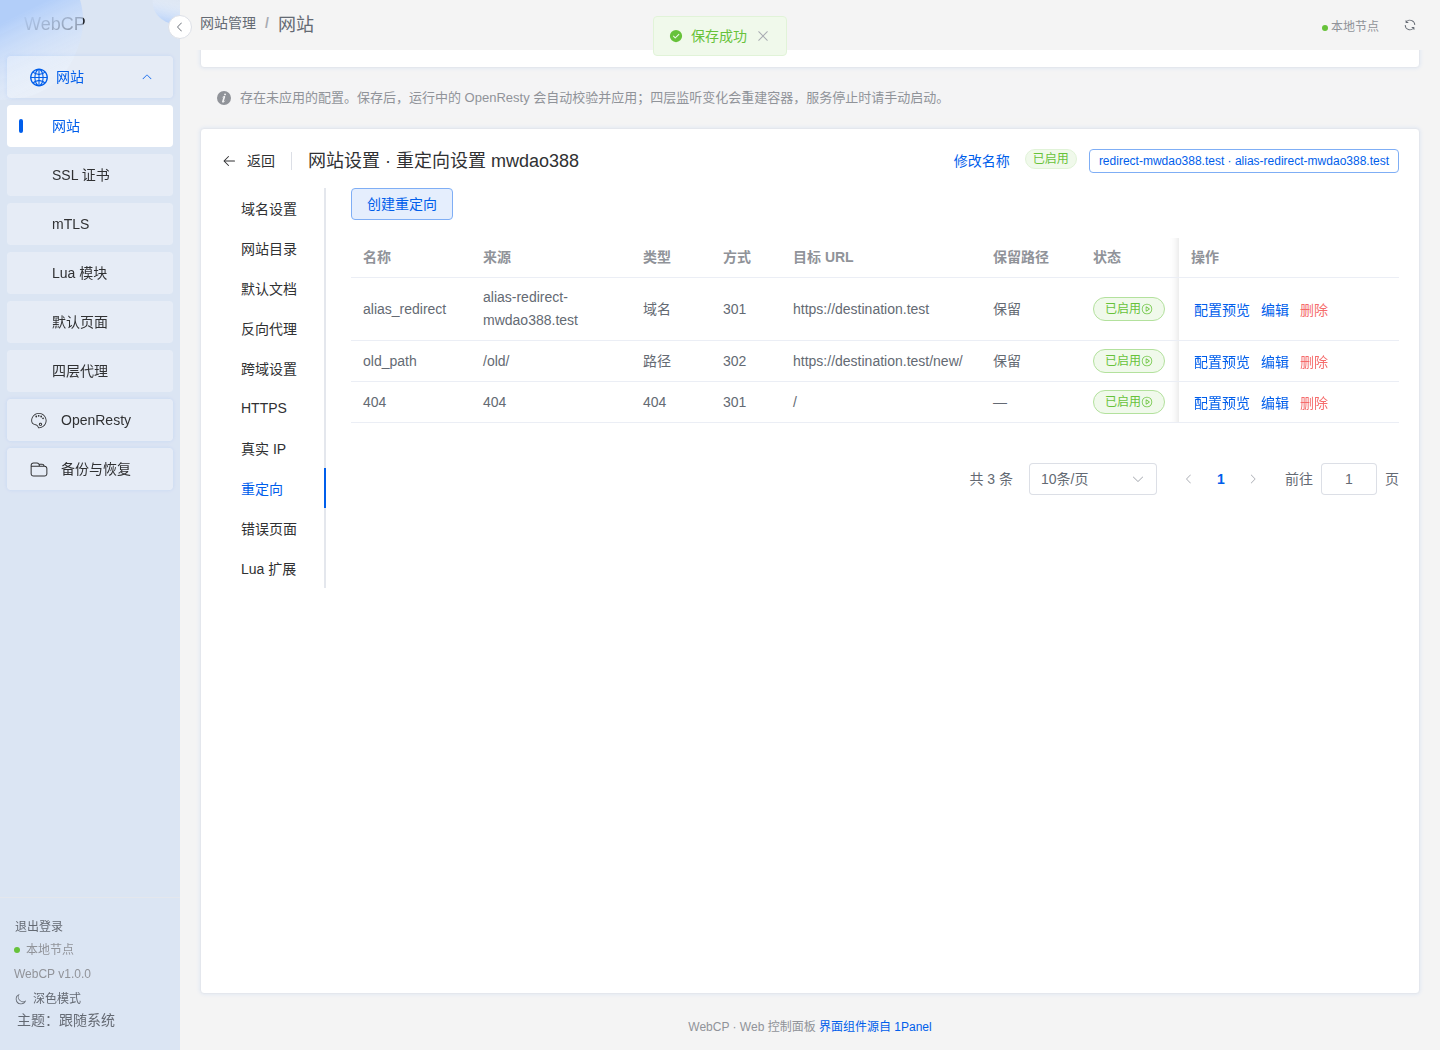 WebCP
网站管理 / 网站
保存成功
本地节点
网站
网站
SSL 证书
mTLS
Lua 模块
默认页面
四层代理
OpenResty
备份与恢复
退出登录
本地节点
WebCP v1.0.0
深色模式
主题：跟随系统
存在未应用的配置。保存后，运行中的 OpenResty 会自动校验并应用；四层监听变化会重建容器，服务停止时请手动启动。
返回 网站设置 · 重定向设置 mwdao388
修改名称 已启用 redirect-mwdao388.test · alias-redirect-mwdao388.test
域名设置
网站目录
默认文档
反向代理
跨域设置
HTTPS
真实 IP
重定向
错误页面
Lua 扩展
创建重定向
名称 来源 类型 方式 目标 URL 保留路径 状态 操作
alias_redirect alias-redirect-mwdao388.test 域名 301 https://destination.test 保留 已启用 配置预览 编辑 删除
old_path /old/ 路径 302 https://destination.test/new/ 保留 已启用 配置预览 编辑 删除
404 404 404 301 / — 已启用 配置预览 编辑 删除
共 3 条 10条/页 1 前往 1 页
WebCP · Web 控制面板 界面组件源自 1Panel